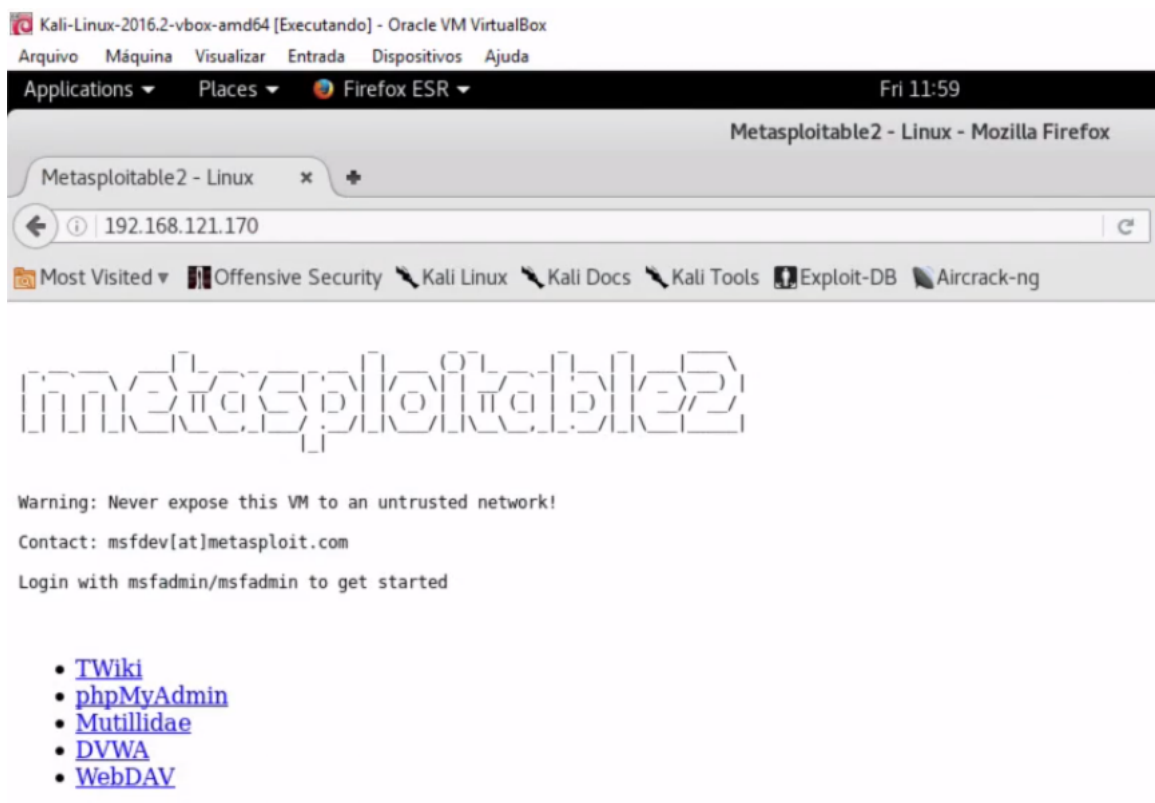 Kali-Linux-2016.2-vbox-amd64 [Executando] - Oracle VM VirtualBox
Arquivo Máquina Visualizar Entrada Dispositivos Ajuda
Applications Places Firefox ESR Fri 11:59
Metasploitable2 - Linux - Mozilla Firefox
Metasploitable2 - Linux
192.168.121.170
Most Visited Offensive Security Kali Linux Kali Docs Kali Tools Exploit-DB Aircrack-ng
metasploitable2
Warning: Never expose this VM to an untrusted network!
Contact: msfdev[at]metasploit.com
Login with msfadmin/msfadmin to get started
TWiki
phpMyAdmin
Mutillidae
DVWA
WebDAV